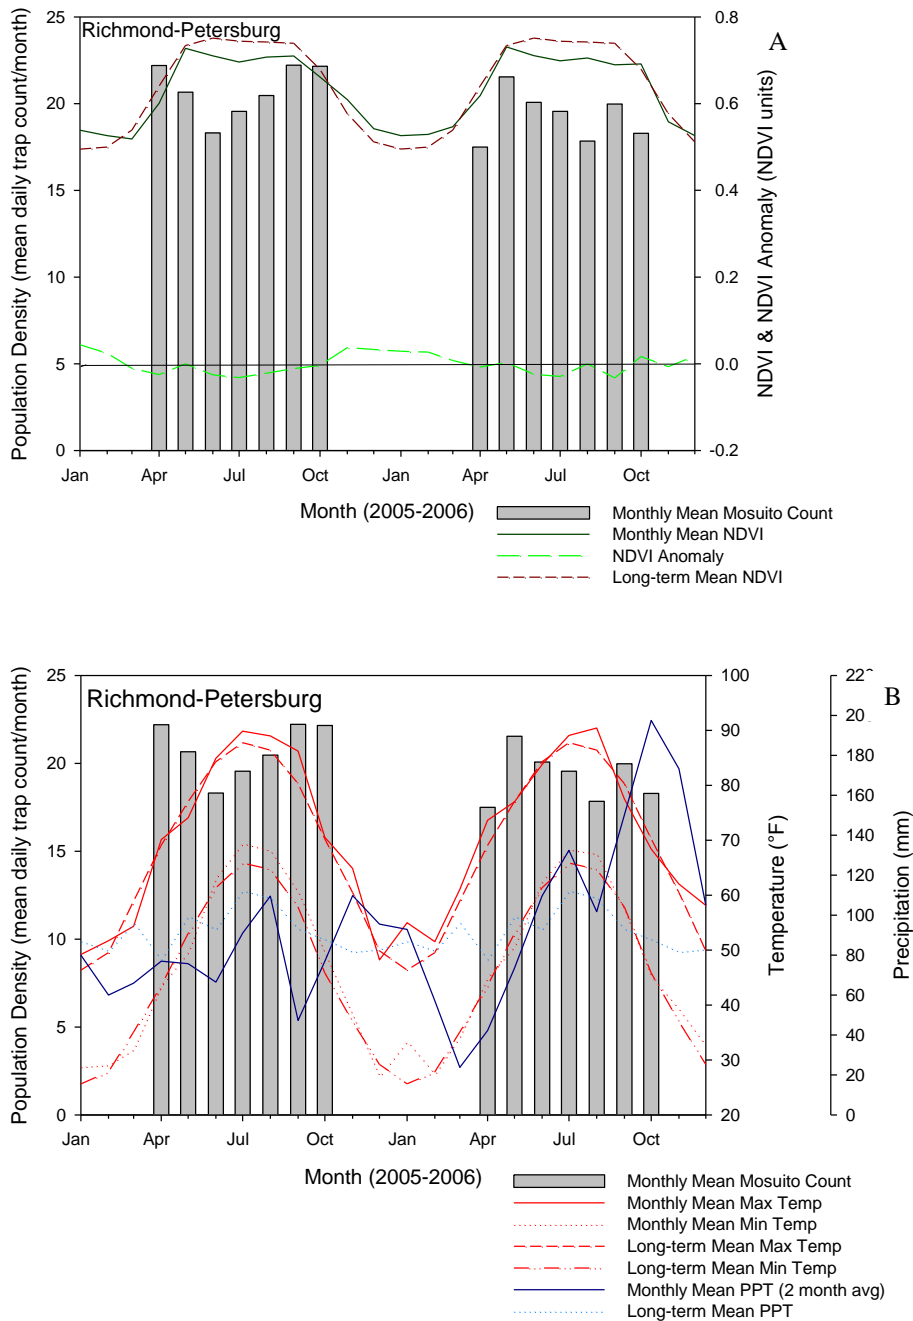 Richmond-Petersburg
A
Population Density (mean daily trap count/month)
25
20
15
10
5
0
0.8
0.6
0.4
0.2
0.0
-0.2
NDVI & NDVI Anomaly (NDVI units)
Jan Apr Jul Oct Jan Apr Jul Oct
Month (2005-2006)
Monthly Mean Mosuito Count
Monthly Mean NDVI
NDVI Anomaly
Long-term Mean NDVI
Richmond-Petersburg
B
Population Density (mean daily trap count/month)
25
20
15
10
5
0
100
90
80
70
60
50
40
30
20
Temperature (°F)
20
180
160
140
120
100
80
60
40
20
0
Precipitation (mm)
Jan Apr Jul Oct Jan Apr Jul Oct
Month (2005-2006)
Monthly Mean Mosuito Count
Monthly Mean Max Temp
Monthly Mean Min Temp
Long-term Mean Max Temp
Long-term Mean Min Temp
Monthly Mean PPT (2 month avg)
Long-term Mean PPT